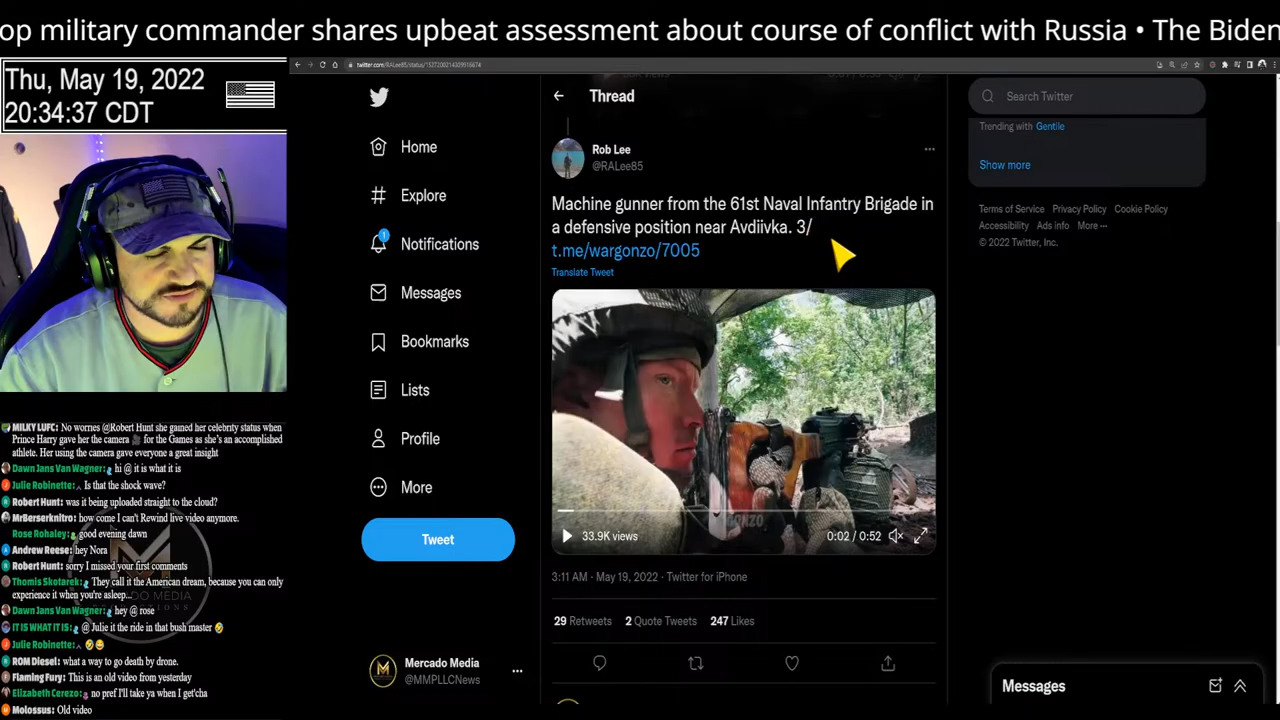 op military commander shares upbeat assessment about course of conflict with Russia • The Biden
Thu, May 19, 2022
20:34:37 CDT
twitter.com/RALee85/status/1527200214309915674
Home
Explore
1
Notifications
Messages
Bookmarks
Lists
Profile
More
Tweet
Mercado Media
@MMPLLCNews
Thread
Rob Lee
@RALee85
Machine gunner from the 61st Naval Infantry Brigade in
a defensive position near Avdiivka. 3/
t.me/wargonzo/7005
Translate Tweet
33.9K views
0:02 / 0:52
3:11 AM · May 19, 2022 · Twitter for iPhone
29 Retweets 2 Quote Tweets 247 Likes
Search Twitter
Trending with Gentile
Show more
Terms of Service Privacy Policy Cookie Policy
Accessibility Ads info More ···
© 2022 Twitter, Inc.
Messages
MILKY LUFC: No worries @Robert Hunt she gained her celebrity status when
Prince Harry gave her the camera 🎥 for the Games as she's an accomplished
athlete. Her using the camera gave everyone a great insight
Dawn Jans Van Wagner: hi @ it is what it is
Julie Robinette: Is that the shock wave?
Robert Hunt: was it being uploaded straight to the cloud?
MrBerserknitro: how come I can't Rewind live video anymore.
Rose Rohaley: good evening dawn
Andrew Reese: hey Nora
Robert Hunt: sorry I missed your first comments
Thomis Skotarek: They call it the American dream, because you can only
experience it when you're asleep...
Dawn Jans Van Wagner: hey @ rose
IT IS WHAT IT IS: @ Julie it the ride in that bush master 🤣
Julie Robinette: 🤣😂
ROM Diesel: what a way to go death by drone.
Flaming Fury: This is an old video from yesterday
Elizabeth Cerezo: no pref I'll take ya when I get'cha
Molossus: Old video